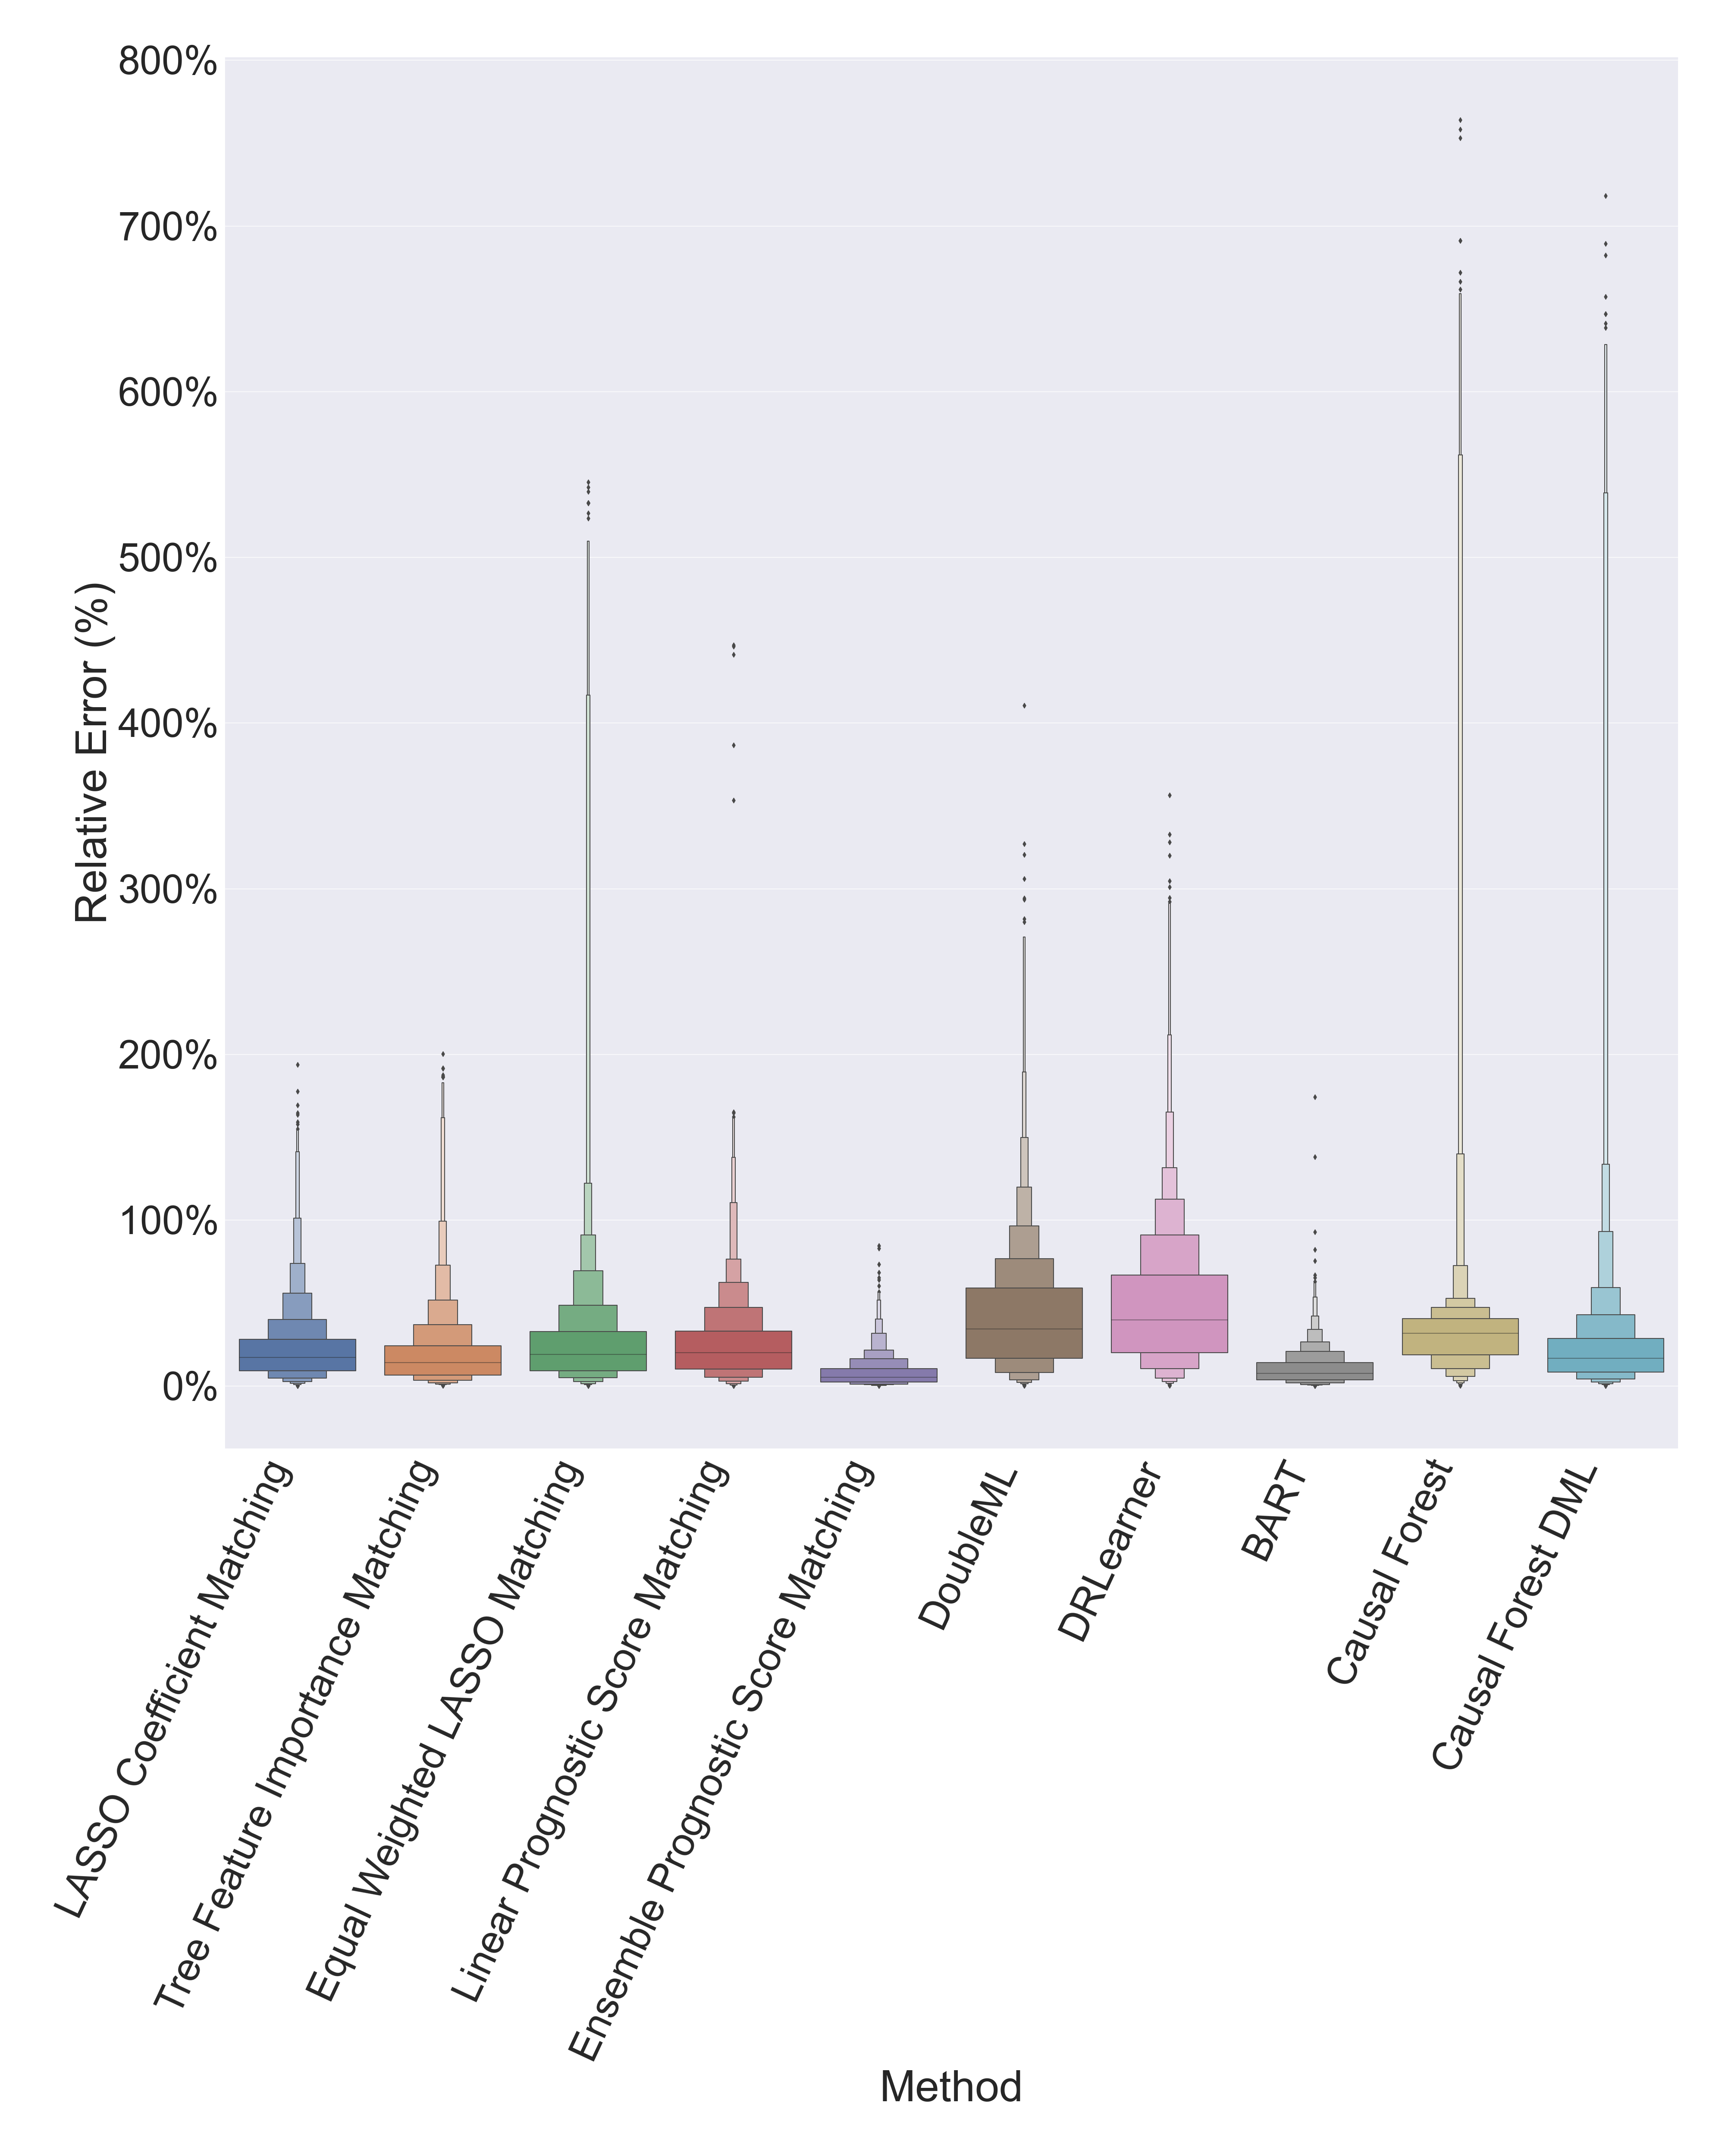 800%
700%
600%
500%
400%
300%
200%
100%
0%
Relative Error (%)
LASSO Coefficient Matching
Tree Feature Importance Matching
Equal Weighted LASSO Matching
Linear Prognostic Score Matching
Ensemble Prognostic Score Matching
DoubleML
DRLearner
BART
Causal Forest
Causal Forest DML
Method